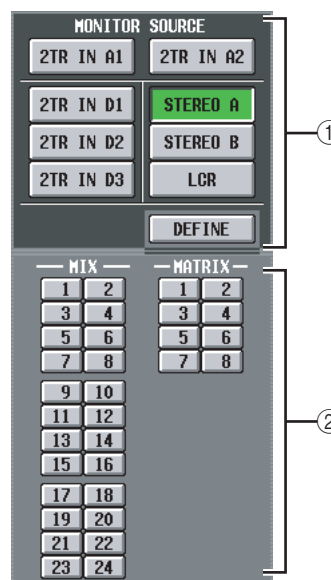 MONITOR SOURCE
2TR IN A1 2TR IN A2
2TR IN D1 STEREO A
2TR IN D2 STEREO B
2TR IN D3 LCR
DEFINE
1
MIX MATRIX
1 2 1 2
3 4 3 4
5 6 5 6
7 8 7 8
9 10
11 12
13 14
15 16
2
17 18
19 20
21 22
23 24